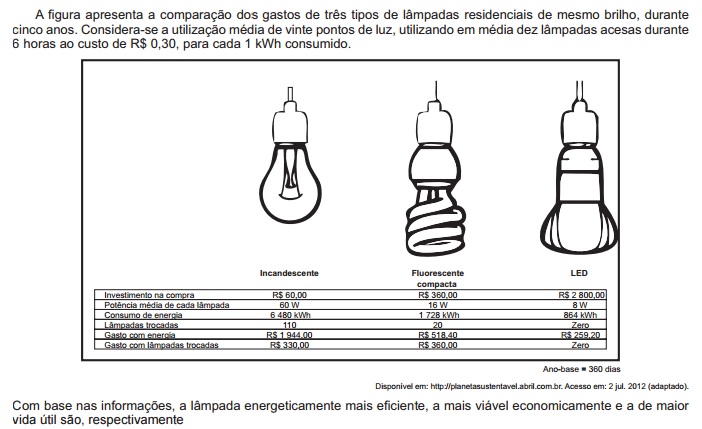 A figura apresenta a comparação dos gastos de três tipos de lâmpadas residenciais de mesmo brilho, durante
cinco anos. Considera-se a utilização média de vinte pontos de luz, utilizando em média dez lâmpadas acesas durante
6 horas ao custo de R$ 0,30, para cada 1 kWh consumido.
Incandescente Fluorescente compacta LED
Investimento na compra R$ 60,00 R$ 360,00 R$ 2 800,00
Potência média de cada lâmpada 60 W 16 W 8 W
Consumo de energia 6 480 kWh 1 728 kWh 864 kWh
Lâmpadas trocadas 110 20 Zero
Gasto com energia R$ 1 944,00 R$ 518,40 R$ 259,20
Gasto com lâmpadas trocadas R$ 330,00 R$ 360,00 Zero
Ano-base = 360 dias
Disponível em: http://planetasustentavel.abril.com.br. Acesso em: 2 jul. 2012 (adaptado).
Com base nas informações, a lâmpada energeticamente mais eficiente, a mais viável economicamente e a de maior
vida útil são, respectivamente